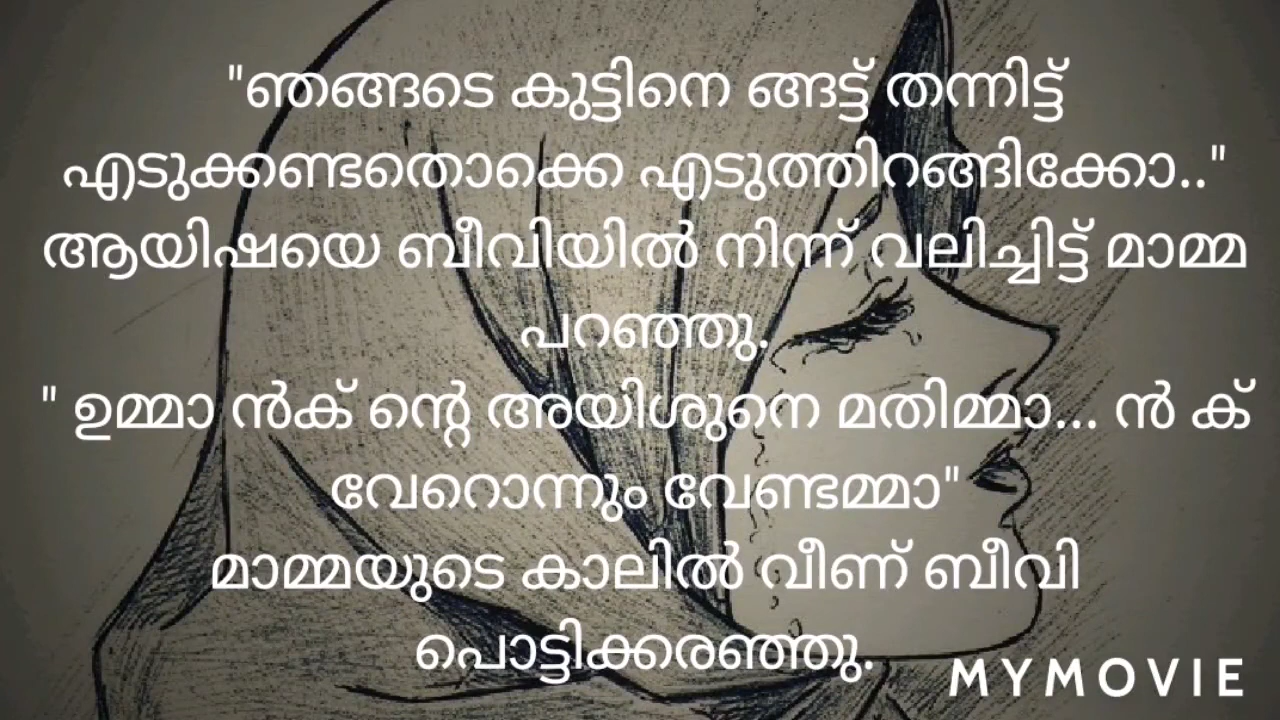 "ഞങ്ങടെ കുട്ടിനെ ങ്ങട്ട് തന്നിട്ട്
എടുക്കണ്ടതൊക്കെ എടുത്തിറങ്ങിക്കോ.."
ആയിഷയെ ബീവിയിൽ നിന്ന് വലിച്ചിട്ട് മാമ്മ
പറഞ്ഞു.
" ഉമ്മാ ൻക് ന്റെ അയിശുനെ മതിമ്മാ... ൻ ക്
വേറൊന്നും വേണ്ടമ്മാ"
മാമ്മയുടെ കാലിൽ വീണ് ബീവി
പൊട്ടിക്കരഞ്ഞു.
MYMOVIE